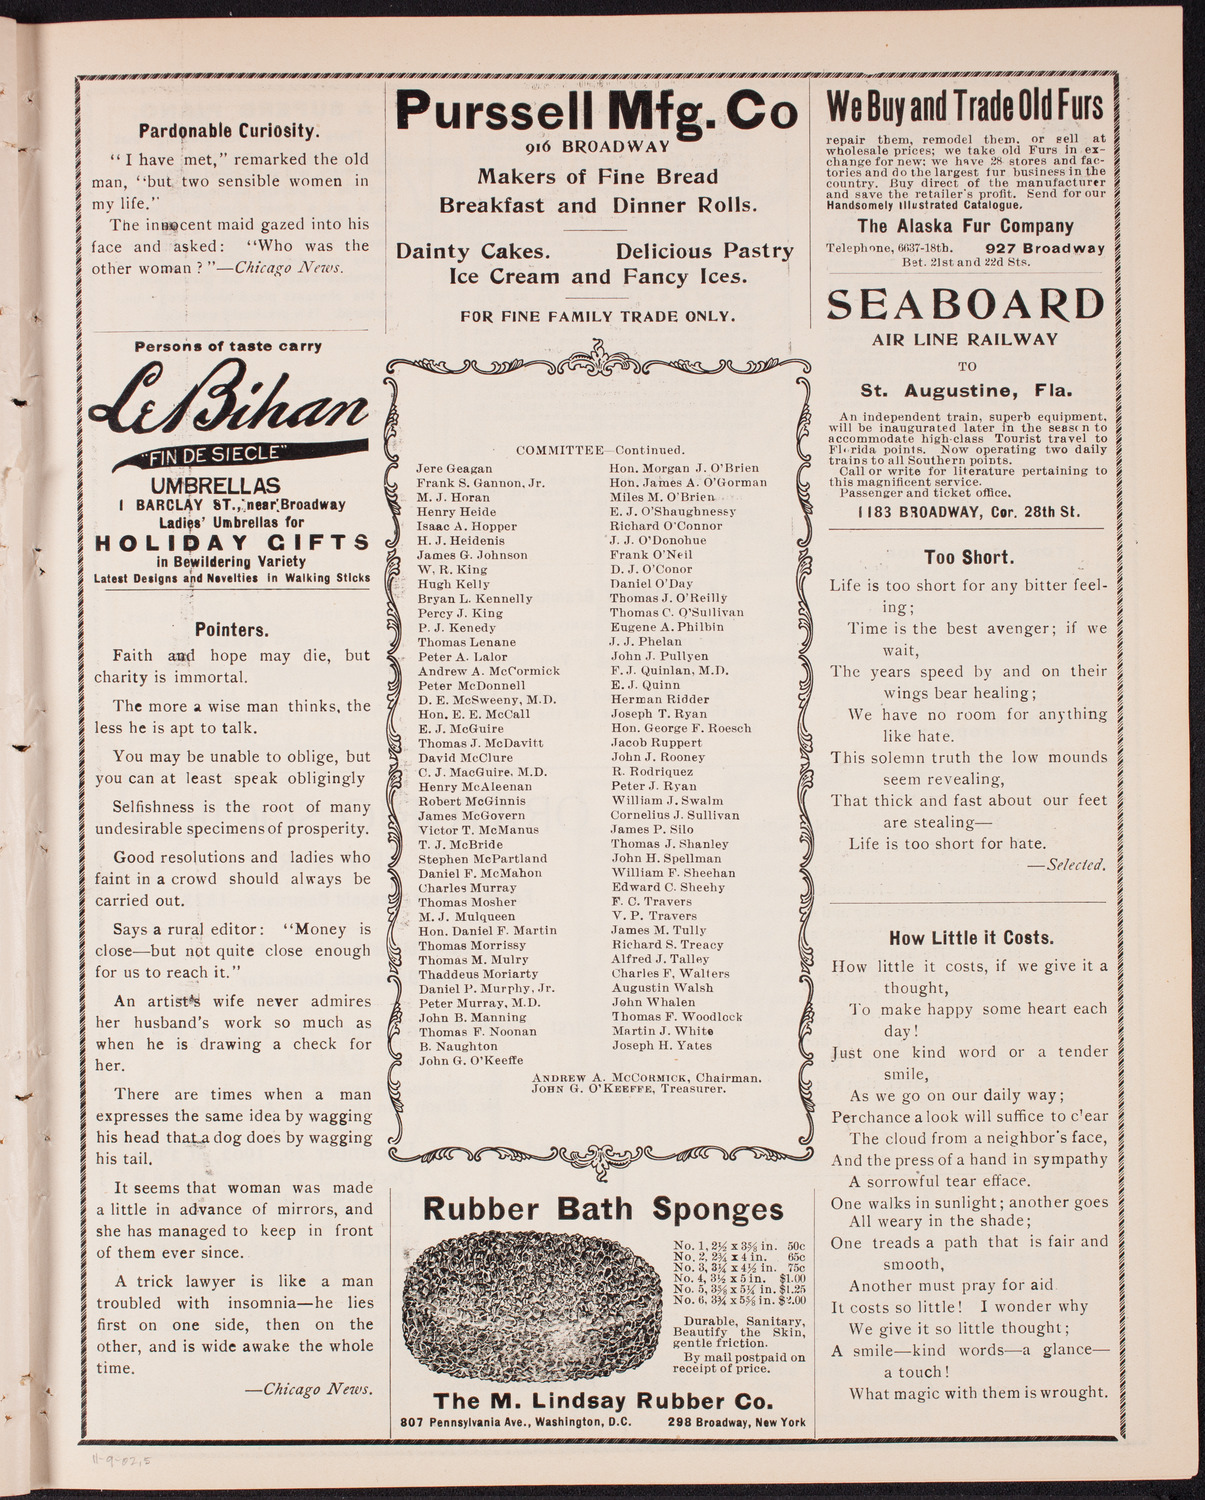 Pardonable Curiosity.
“I have met,” remarked the old
man, “but two sensible women in
my life.”
The innocent maid gazed into his
face and asked: “Who was the
other woman?”—Chicago News.
Persons of taste carry
Le Bihan
"FIN DE SIECLE"
UMBRELLAS
1 BARCLAY ST., near Broadway
Ladies' Umbrellas for
HOLIDAY GIFTS
in Bewildering Variety
Latest Designs and Novelties in Walking Sticks
Pointers.
Faith and hope may die, but
charity is immortal.
The more a wise man thinks, the
less he is apt to talk.
You may be unable to oblige, but
you can at least speak obligingly
Selfishness is the root of many
undesirable specimens of prosperity.
Good resolutions and ladies who
faint in a crowd should always be
carried out.
Says a rural editor: “Money is
close—but not quite close enough
for us to reach it.”
An artist's wife never admires
her husband's work so much as
when he is drawing a check for
her.
There are times when a man
expresses the same idea by wagging
his head that a dog does by wagging
his tail.
It seems that woman was made
a little in advance of mirrors, and
she has managed to keep in front
of them ever since.
A trick lawyer is like a man
troubled with insomnia—he lies
first on one side, then on the
other, and is wide awake the whole
time.
—Chicago News.
Purssell Mfg. Co
916 BROADWAY
Makers of Fine Bread
Breakfast and Dinner Rolls.
Dainty Cakes. Delicious Pastry
Ice Cream and Fancy Ices.
FOR FINE FAMILY TRADE ONLY.
COMMITTEE—Continued.
Jere Geagan
Frank S. Gannon, Jr.
M. J. Horan
Henry Heide
Isaac A. Hopper
H. J. Heidenis
James G. Johnson
W. R. King
Hugh Kelly
Bryan L. Kennelly
Percy J. King
P. J. Kenedy
Thomas Lenane
Peter A. Lalor
Andrew A. McCormick
Peter McDonnell
D. E. McSweeny, M.D.
Hon. E. E. McCall
E. J. McGuire
Thomas J. McDavitt
David McClure
C. J. MacGuire, M.D.
Henry McAleenan
Robert McGinnis
James McGovern
Victor T. McManus
T. J. McBride
Stephen McPartland
Daniel F. McMahon
Charles Murray
Thomas Mosher
M. J. Mulqueen
Hon. Daniel F. Martin
Thomas Morrissy
Thomas M. Mulry
Thaddeus Moriarty
Daniel P. Murphy, Jr.
Peter Murray, M.D.
John B. Manning
Thomas F. Noonan
B. Naughton
John G. O'Keeffe
Hon. Morgan J. O'Brien
Hon. James A. O'Gorman
Miles M. O'Brien
E. J. O'Shaughnessy
Richard O'Connor
J. J. O'Donohue
Frank O'Neil
D. J. O'Conor
Daniel O'Day
Thomas J. O'Reilly
Thomas C. O'Sullivan
Eugene A. Philbin
J. J. Phelan
John J. Pullyen
F. J. Quinlan, M.D.
E. J. Quinn
Herman Ridder
Joseph T. Ryan
Hon. George F. Roesch
Jacob Ruppert
John J. Rooney
R. Rodriquez
Peter J. Ryan
William J. Swalm
Cornelius J. Sullivan
James P. Silo
Thomas J. Shanley
John H. Spellman
William F. Sheehan
Edward C. Sheehy
F. C. Travers
V. P. Travers
James M. Tully
Richard S. Treacy
Alfred J. Talley
Charles F. Walters
Augustin Walsh
John Whalen
Thomas F. Woodlock
Martin J. White
Joseph H. Yates
ANDREW A. MCCORMICK, Chairman.
JOHN G. O'KEEFFE, Treasurer.
Rubber Bath Sponges
No. 1, 2½ x 3⅝ in. 50c
No. 2, 2¾ x 4 in. 65c
No. 3, 3¼ x 4½ in. 75c
No. 4, 3½ x 5 in. $1.00
No. 5, 3⅝ x 5¼ in. $1.25
No. 6, 3¾ x 5⅝ in. $2.00
Durable, Sanitary,
Beautify the Skin,
gentle friction.
By mail postpaid on
receipt of price.
The M. Lindsay Rubber Co.
807 Pennsylvania Ave., Washington, D.C. 298 Broadway, New York
We Buy and Trade Old Furs
repair them, remodel them, or sell at
wholesale prices; we take old Furs in ex-
change for new; we have 28 stores and fac-
tories and do the largest fur business in the
country. Buy direct of the manufacturer
and save the retailer's profit. Send for our
Handsomely Illustrated Catalogue.
The Alaska Fur Company
Telephone, 6637-18th. 927 Broadway
Bet. 21st and 22d Sts.
SEABOARD
AIR LINE RAILWAY
TO
St. Augustine, Fla.
An independent train, superb equipment,
will be inaugurated later in the season to
accommodate high-class Tourist travel to
Florida points. Now operating two daily
trains to all Southern points.
Call or write for literature pertaining to
this magnificent service.
Passenger and ticket office,
1183 BROADWAY, Cor. 28th St.
Too Short.
Life is too short for any bitter feel-
ing;
Time is the best avenger; if we
wait,
The years speed by and on their
wings bear healing;
We have no room for anything
like hate.
This solemn truth the low mounds
seem revealing,
That thick and fast about our feet
are stealing—
Life is too short for hate.
—Selected.
How Little it Costs.
How little it costs, if we give it a
thought,
To make happy some heart each
day!
Just one kind word or a tender
smile,
As we go on our daily way;
Perchance a look will suffice to clear
The cloud from a neighbor's face,
And the press of a hand in sympathy
A sorrowful tear efface.
One walks in sunlight; another goes
All weary in the shade;
One treads a path that is fair and
smooth,
Another must pray for aid.
It costs so little! I wonder why
We give it so little thought;
A smile—kind words—a glance—
a touch!
What magic with them is wrought.
11-9-02,5